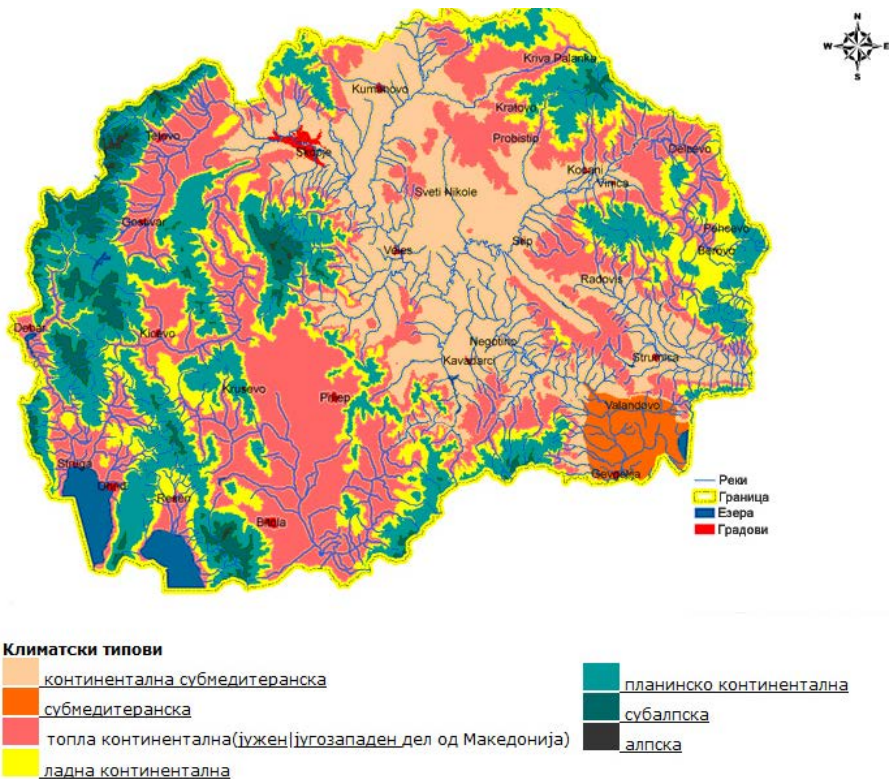 N
W E
S
Kriva Palanka
Kumanovo
Kratovo
Tetovo
Probistip
Skopje
Delcevo
Kocani
Vinica
Sveti Nikole
Gostivar
Pehcevo
Berovo
Stip
Veles
Radovis
Debar
Kicevo
Negotino
Kavadarci
Strumica
Krusevo
Prilep
Valandovo
Struga
Gevgelija
Ohrid
Resen
Bitola
Реки
Граница
Езера
Градови
Климатски типови
континентална субмедитеранска
субмедитеранска
топла континентална(јужен|југозападен дел од Македонија)
ладна континентална
планинско континентална
субалпска
алпска